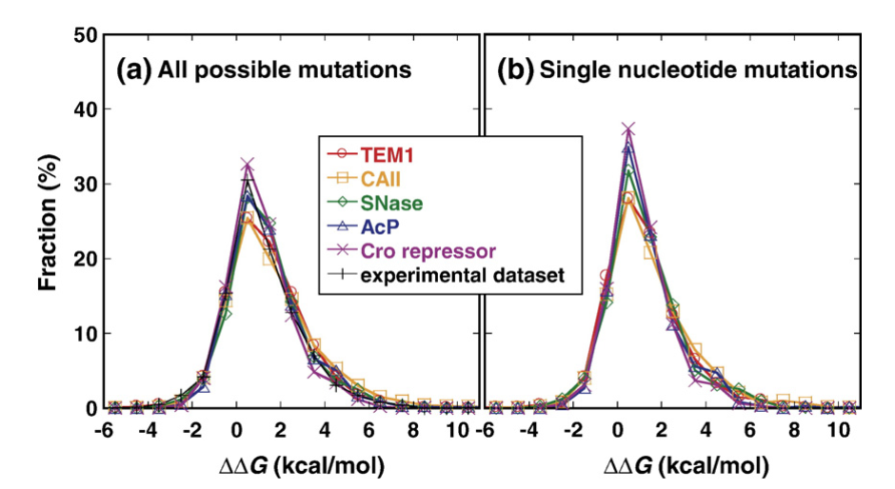 50
(a) All possible mutations
(b) Single nucleotide mutations
40
30
20
10
0
Fraction (%)
TEM1
CAII
SNase
AcP
Cro repressor
experimental dataset
-6 -4 -2 0 2 4 6 8 10
-6 -4 -2 0 2 4 6 8 10
ΔΔG (kcal/mol)
ΔΔG (kcal/mol)